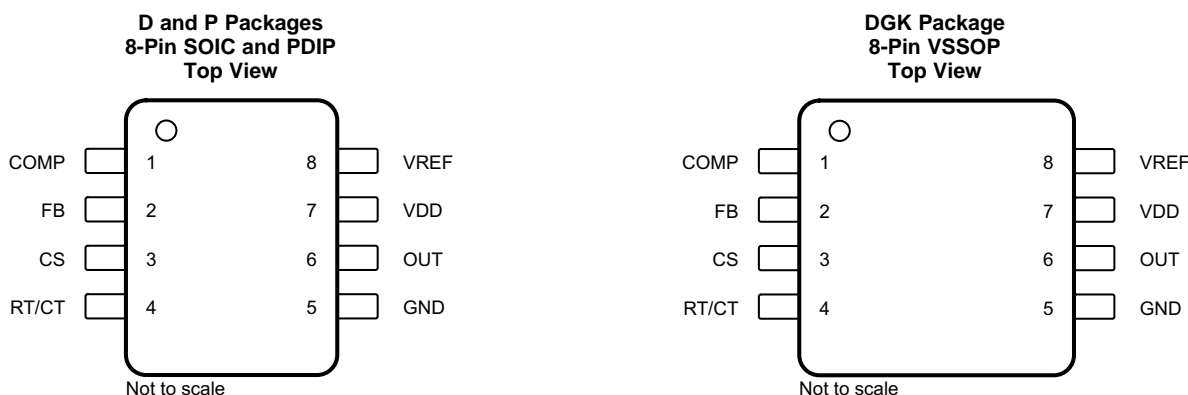 D and P Packages
8-Pin SOIC and PDIP
Top View
COMP 1 8 VREF
FB 2 7 VDD
CS 3 6 OUT
RT/CT 4 5 GND
Not to scale
DGK Package
8-Pin VSSOP
Top View
COMP 1 8 VREF
FB 2 7 VDD
CS 3 6 OUT
RT/CT 4 5 GND
Not to scale